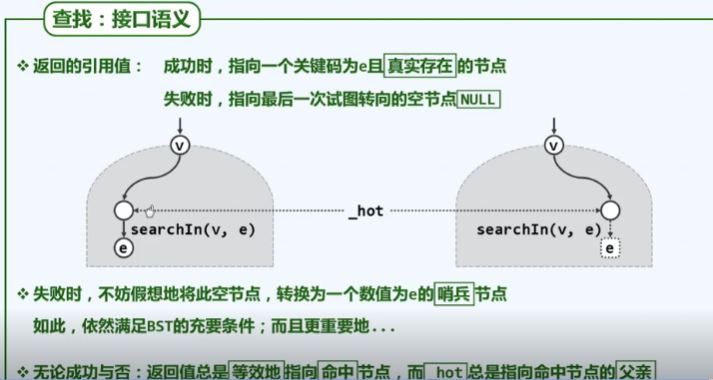 查找：接口语义
❖ 返回的引用值： 成功时，指向一个关键码为e且真实存在的节点
失败时，指向最后一次试图转向的空节点NULL
v
v
_hot
searchIn(v, e)
searchIn(v, e)
e
e
❖ 失败时，不妨假想地将此空节点，转换为一个数值为e的哨兵节点
如此，依然满足BST的充要条件；而且更重要地...
❖ 无论成功与否：返回值总是等效地指向命中节点，而_hot总是指向命中节点的父亲